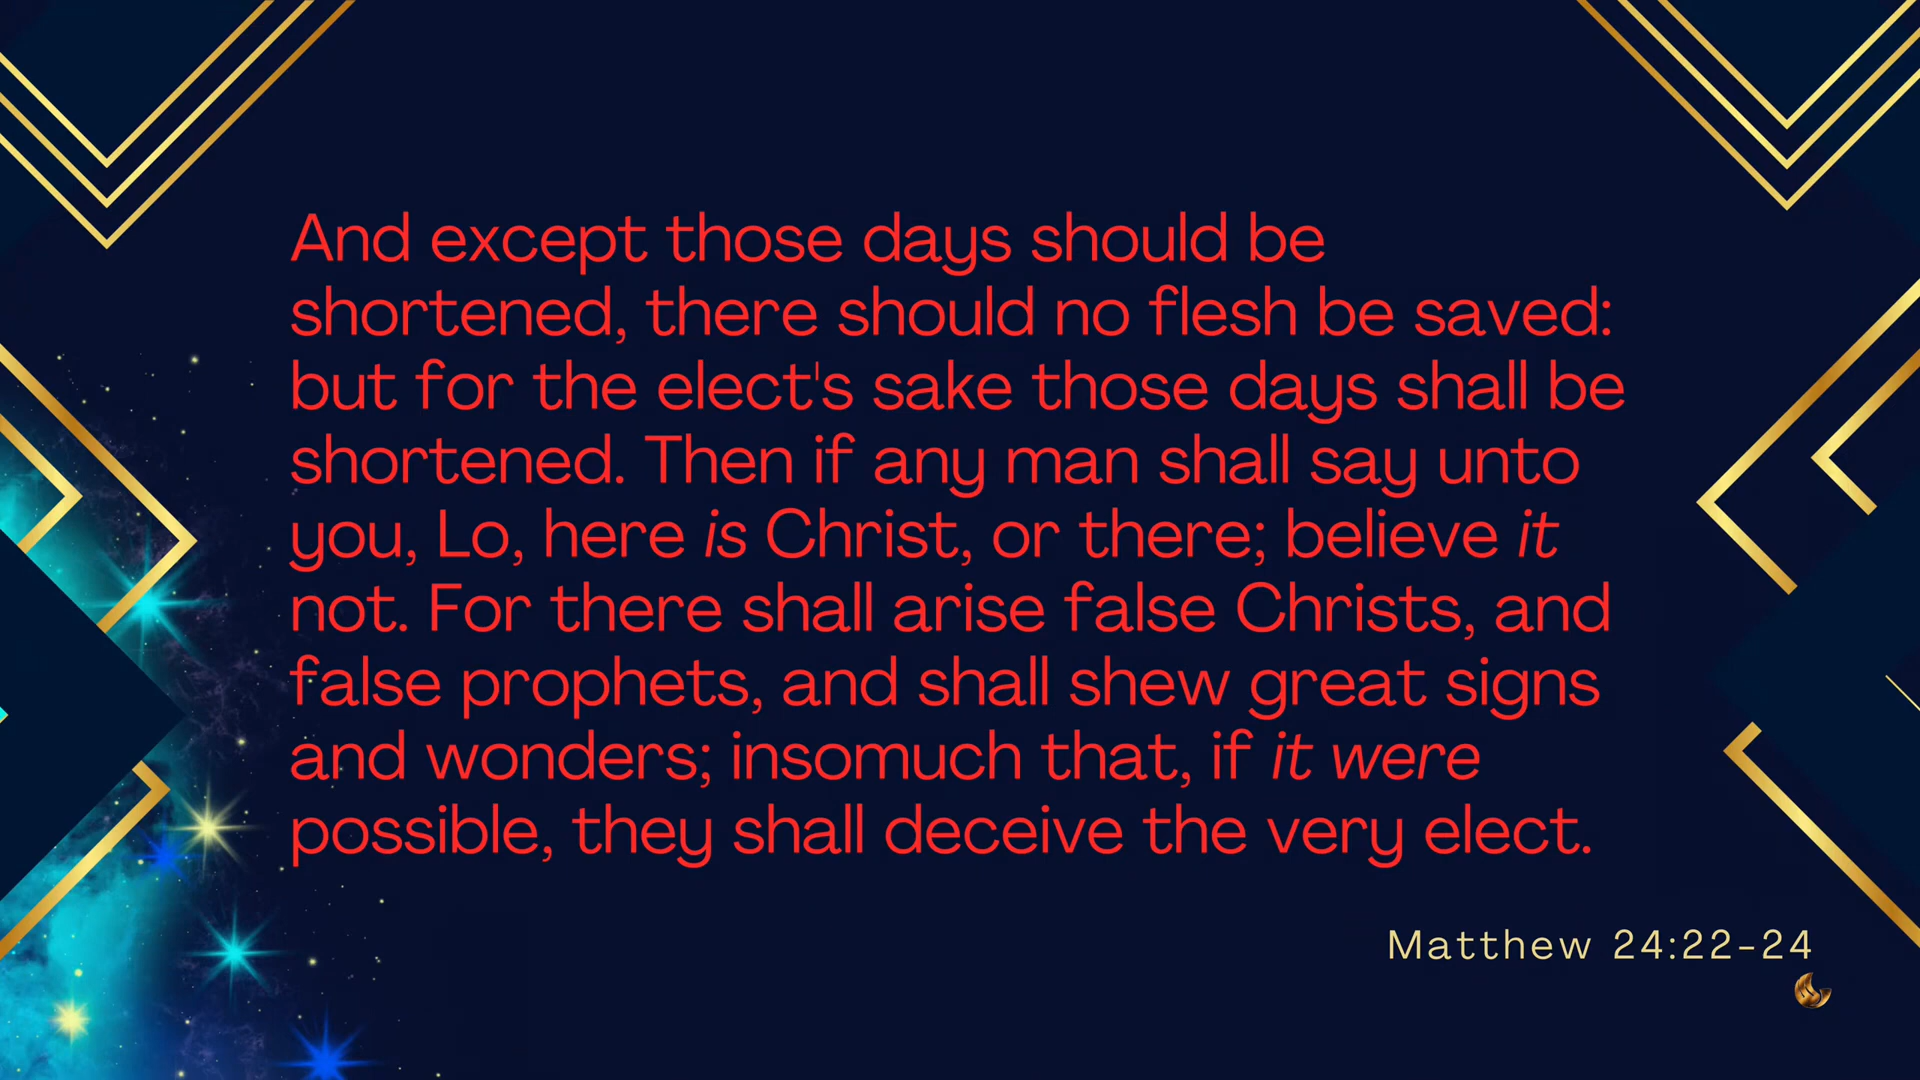 And except those days should be
shortened, there should no flesh be saved:
but for the elect's sake those days shall be
shortened. Then if any man shall say unto
you, Lo, here is Christ, or there; believe it
not. For there shall arise false Christs, and
false prophets, and shall shew great signs
and wonders; insomuch that, if it were
possible, they shall deceive the very elect.
Matthew 24:22-24